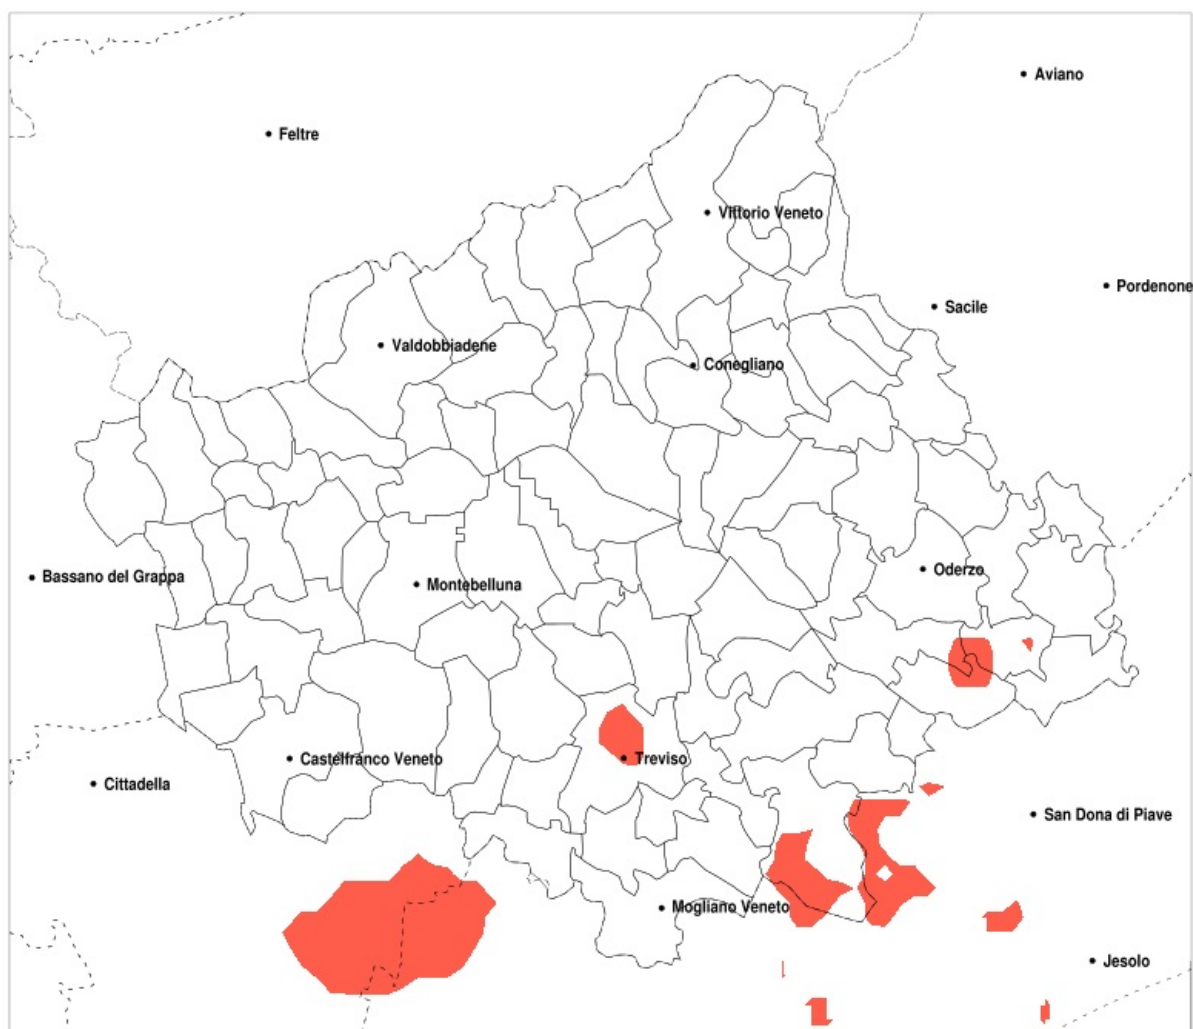 Aviano
Feltre
Vittorio Veneto
Pordenone
Sacile
Valdobbiadene
Conegliano
Oderzo
Bassano del Grappa
Montebelluna
Castelfranco Veneto
Treviso
Cittadella
San Dona di Piave
Mogliano Veneto
Jesolo